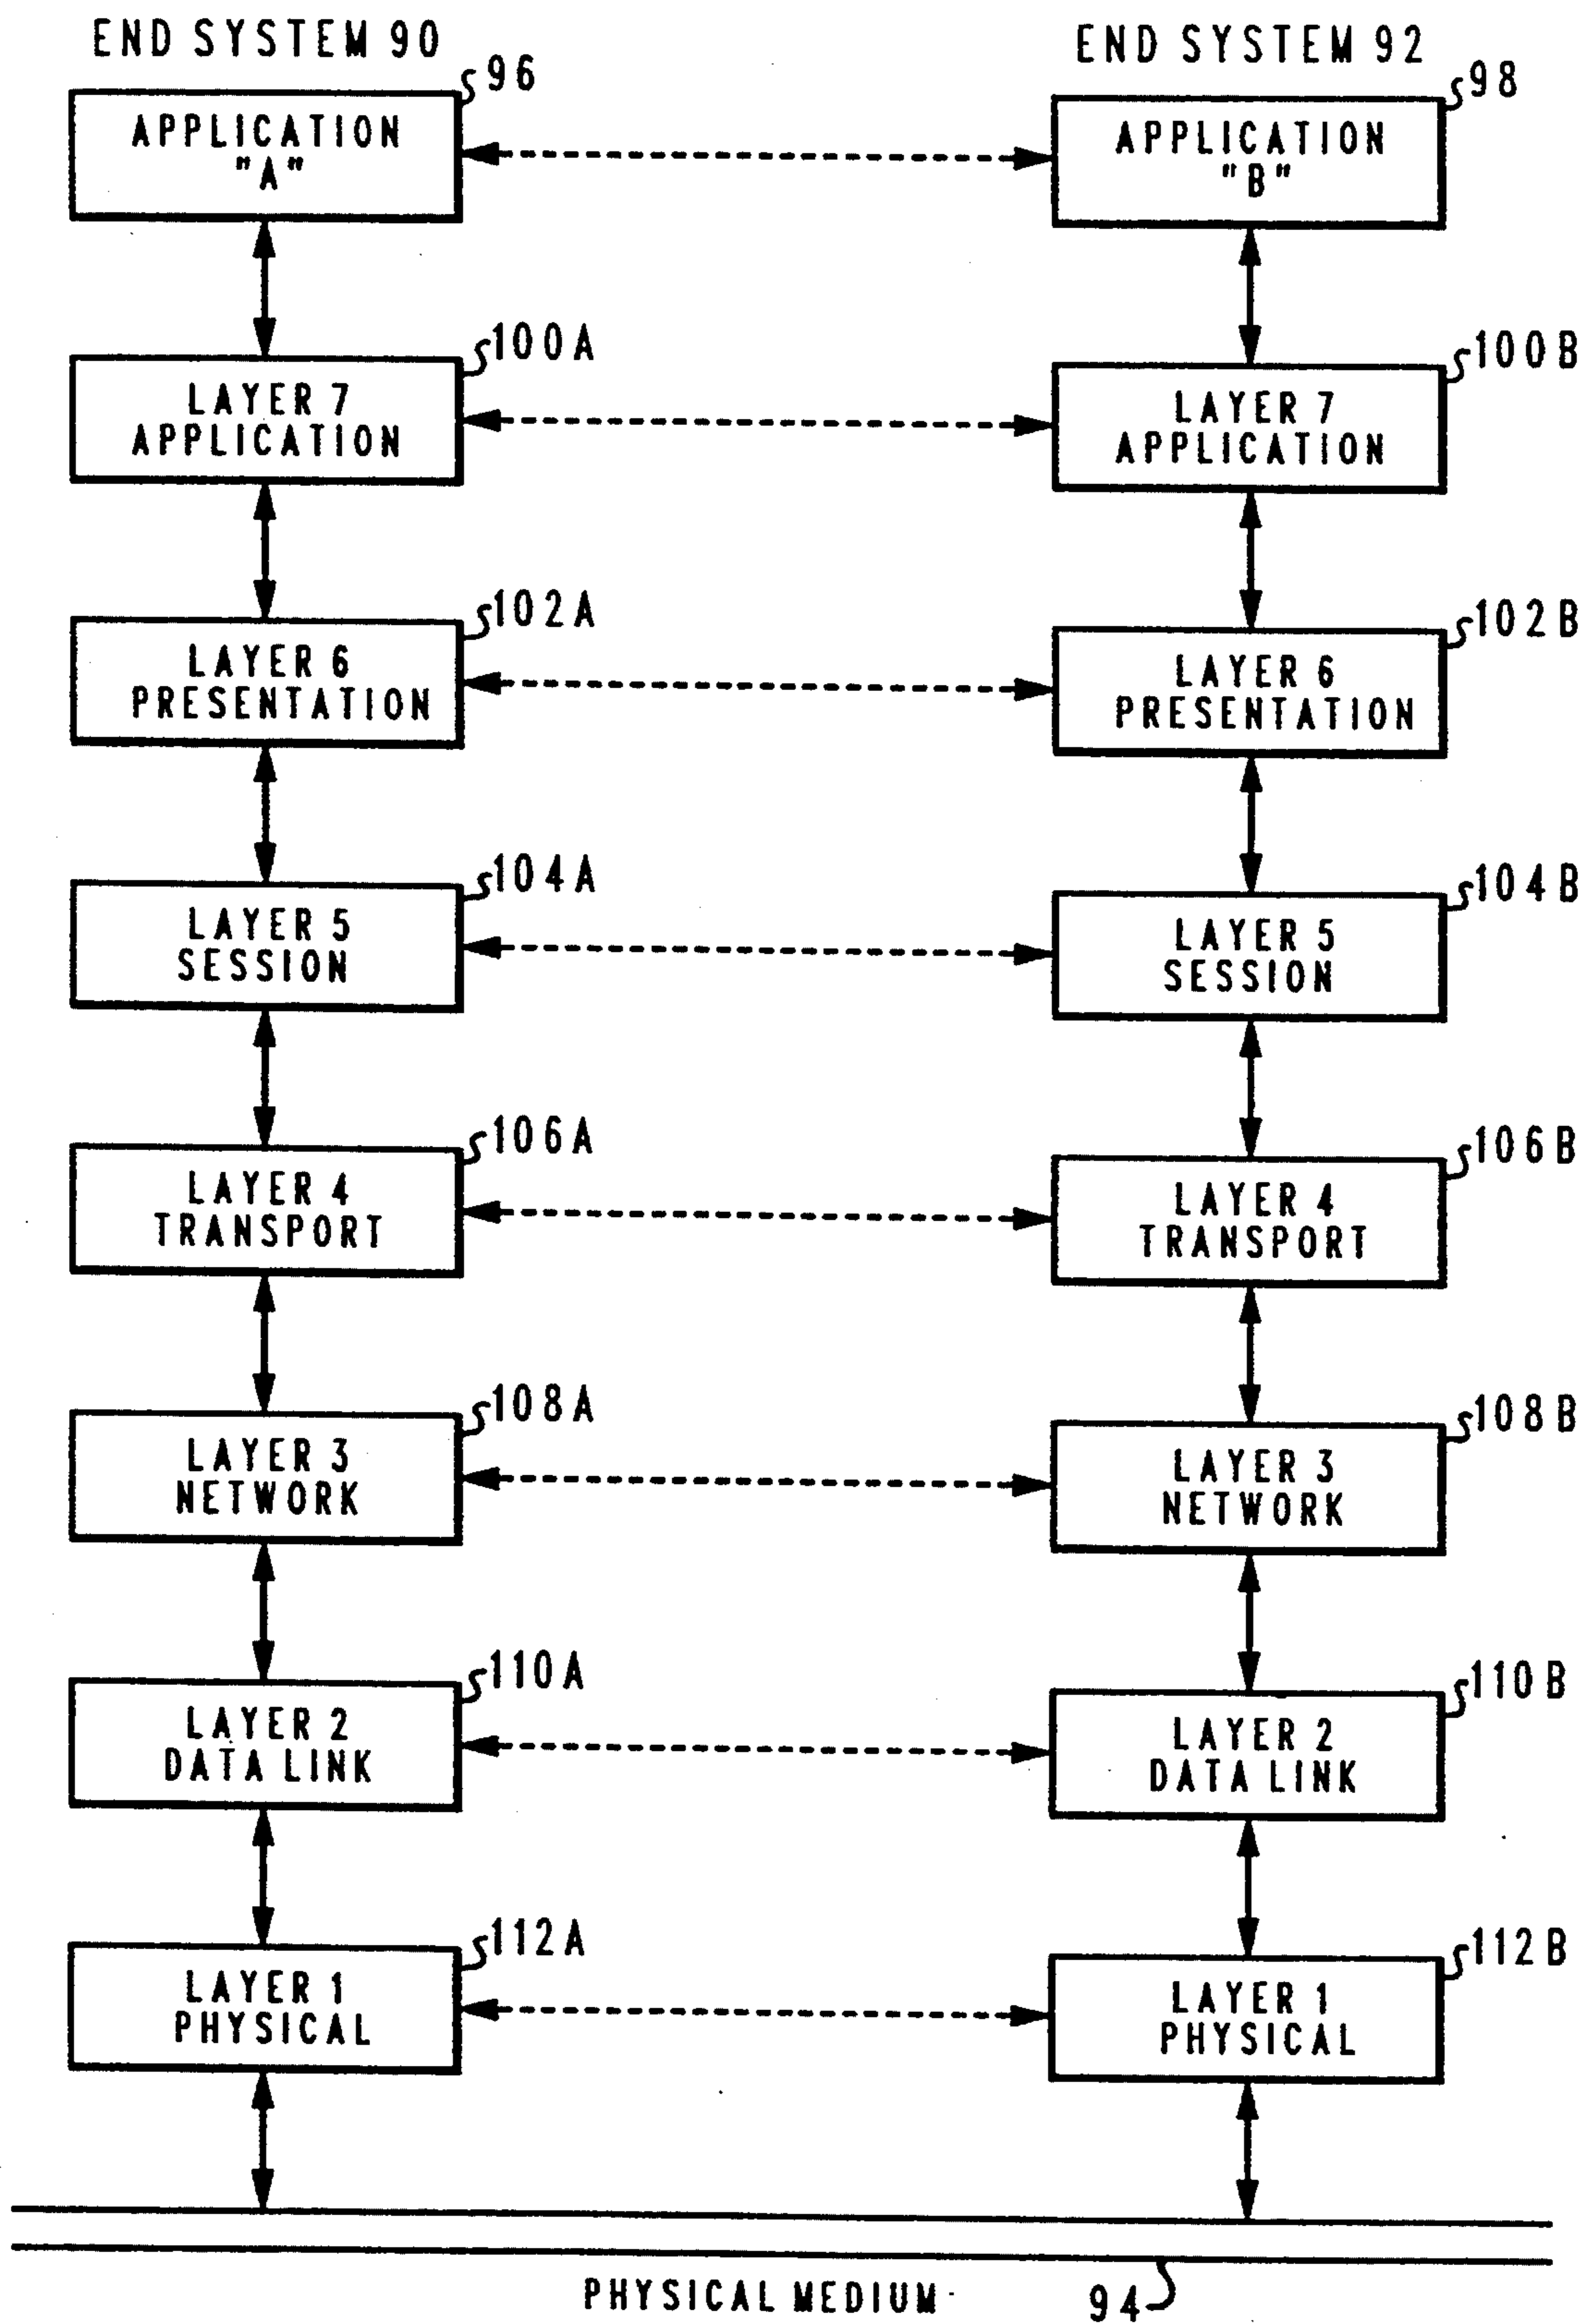 END SYSTEM 90
END SYSTEM 92
96
98
APPLICATION
"A"
APPLICATION
"B"
100A
100B
LAYER 7
APPLICATION
LAYER 7
APPLICATION
102A
102B
LAYER 6
PRESENTATION
LAYER 6
PRESENTATION
104A
104B
LAYER 5
SESSION
LAYER 5
SESSION
106A
106B
LAYER 4
TRANSPORT
LAYER 4
TRANSPORT
108A
108B
LAYER 3
NETWORK
LAYER 3
NETWORK
110A
110B
LAYER 2
DATA LINK
LAYER 2
DATA LINK
112A
112B
LAYER 1
PHYSICAL
LAYER 1
PHYSICAL
PHYSICAL MEDIUM
94